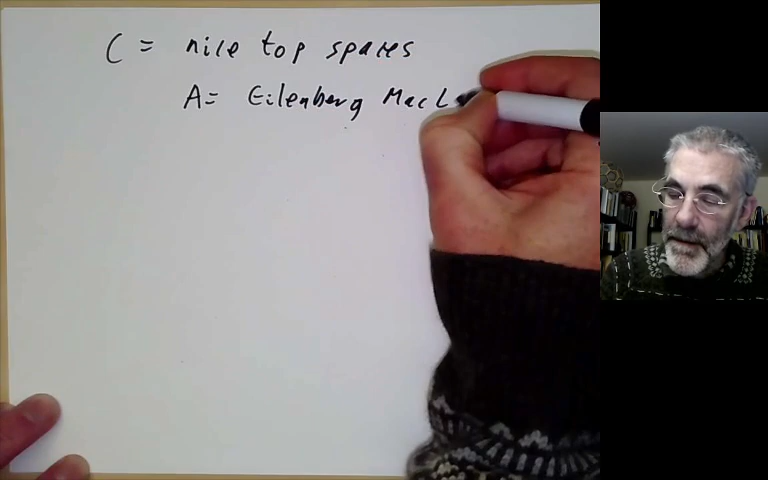 C = nice top spaces
A = Eilenberg MacL